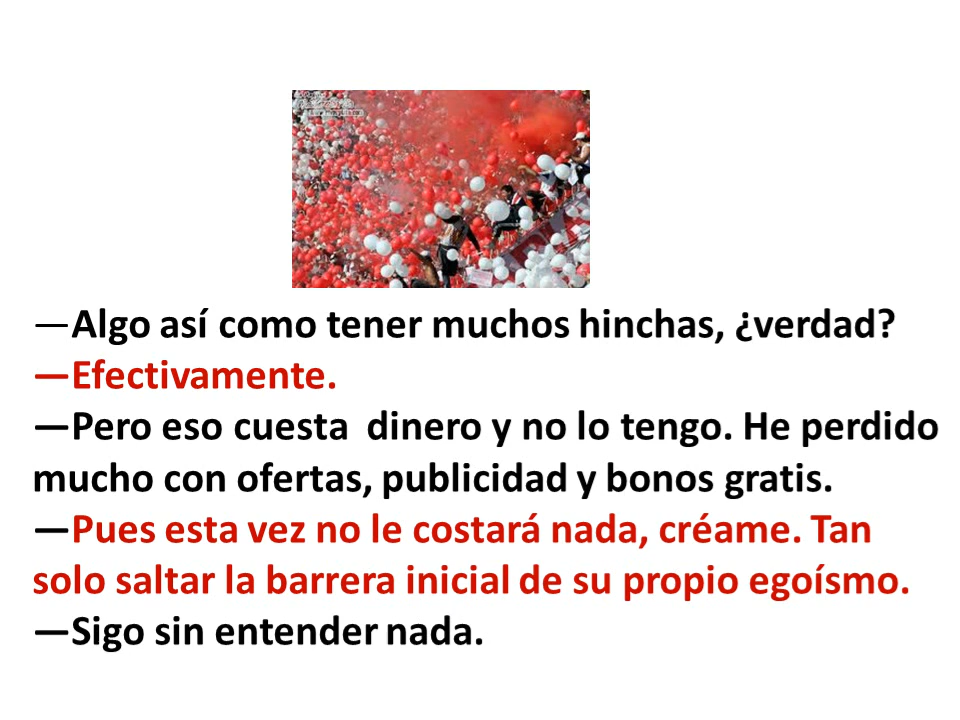 —Algo así como tener muchos hinchas, ¿verdad?
—Efectivamente.
—Pero eso cuesta  dinero y no lo tengo. He perdido
mucho con ofertas, publicidad y bonos gratis.
—Pues esta vez no le costará nada, créame. Tan
solo saltar la barrera inicial de su propio egoísmo.
—Sigo sin entender nada.